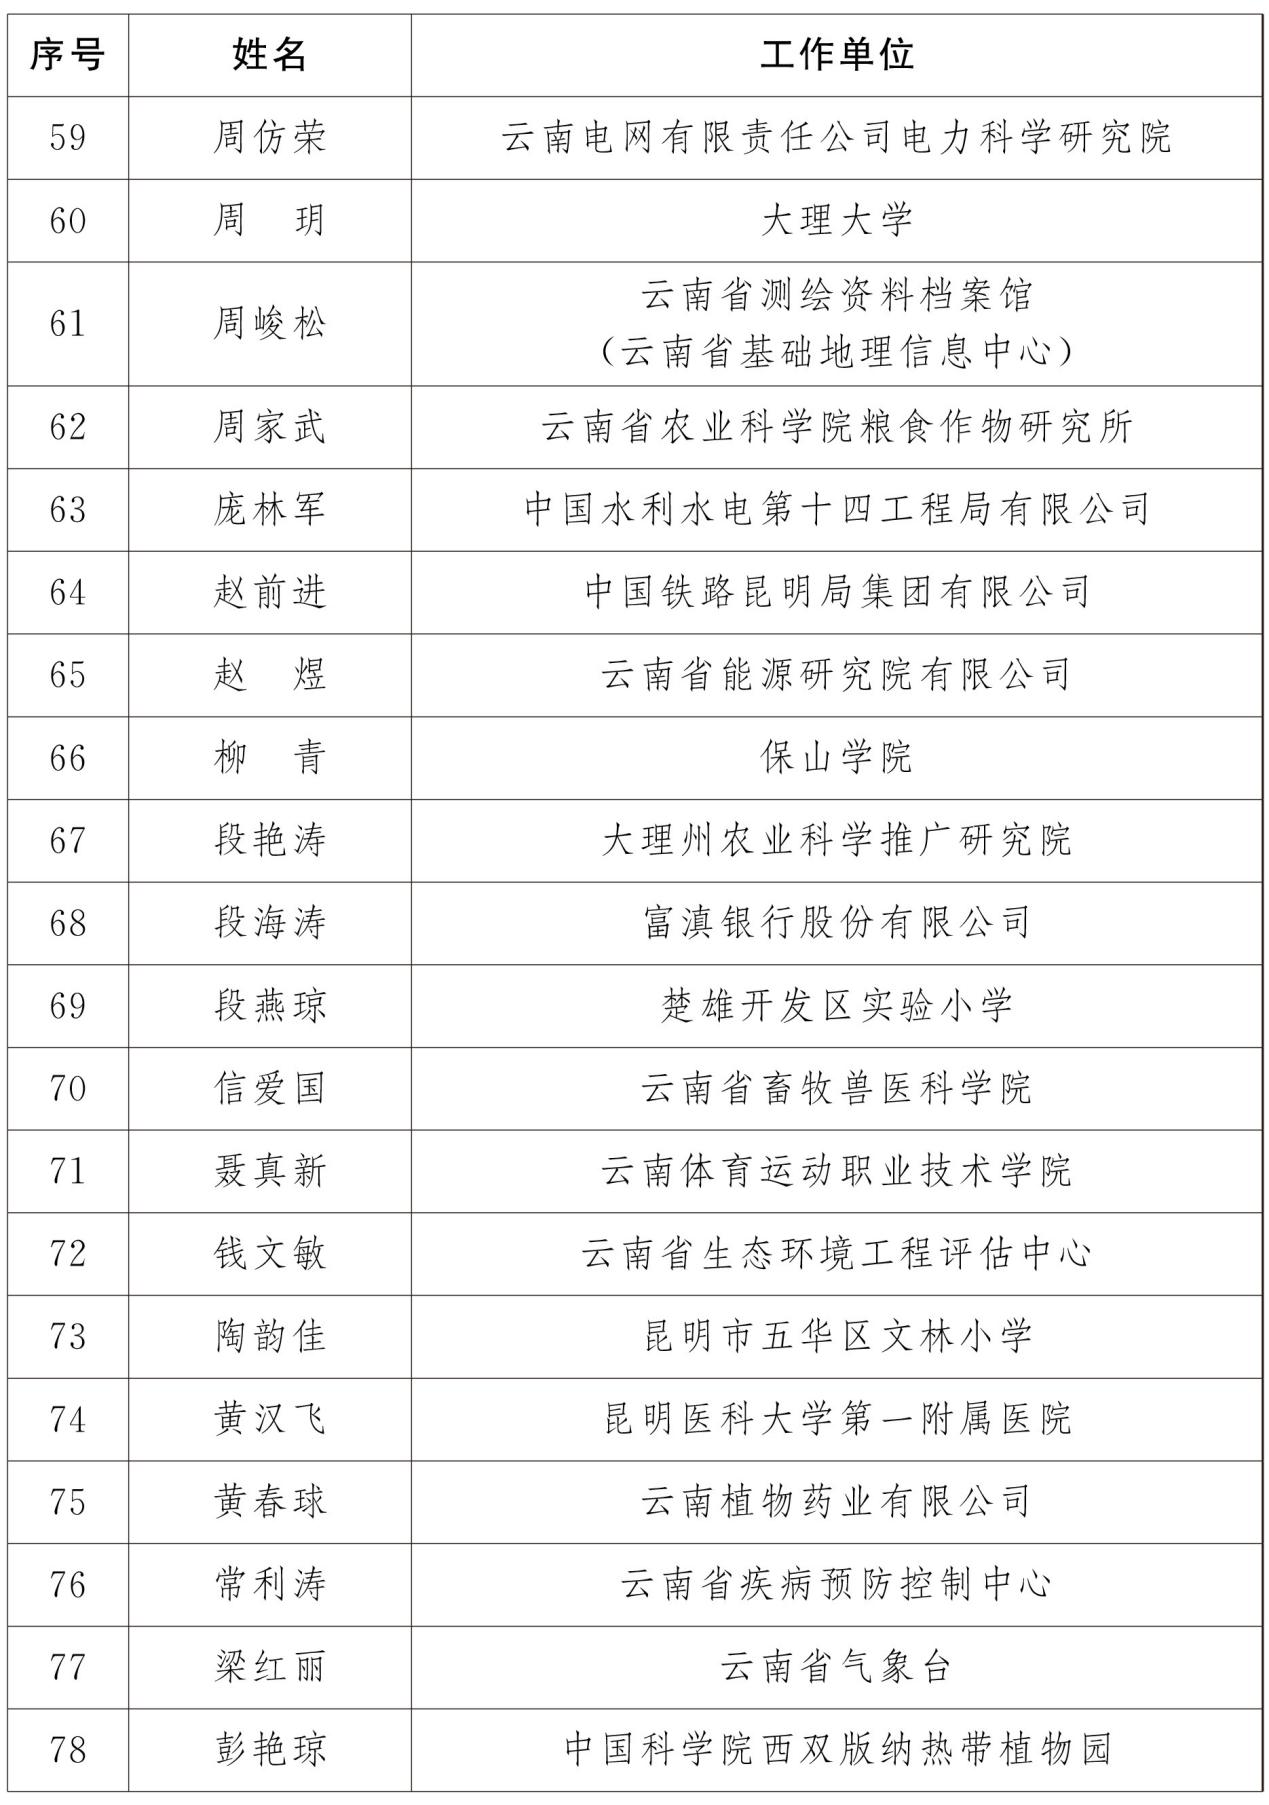 序号 姓名 工作单位
59 周仿荣 云南电网有限责任公司电力科学研究院
60 周　玥 大理大学
61 周峻松 云南省测绘资料档案馆
（云南省基础地理信息中心）
62 周家武 云南省农业科学院粮食作物研究所
63 庞林军 中国水利水电第十四工程局有限公司
64 赵前进 中国铁路昆明局集团有限公司
65 赵　煜 云南省能源研究院有限公司
66 柳　青 保山学院
67 段艳涛 大理州农业科学推广研究院
68 段海涛 富滇银行股份有限公司
69 段燕琼 楚雄开发区实验小学
70 信爱国 云南省畜牧兽医科学院
71 聂真新 云南体育运动职业技术学院
72 钱文敏 云南省生态环境工程评估中心
73 陶韵佳 昆明市五华区文林小学
74 黄汉飞 昆明医科大学第一附属医院
75 黄春球 云南植物药业有限公司
76 常利涛 云南省疾病预防控制中心
77 梁红丽 云南省气象台
78 彭艳琼 中国科学院西双版纳热带植物园